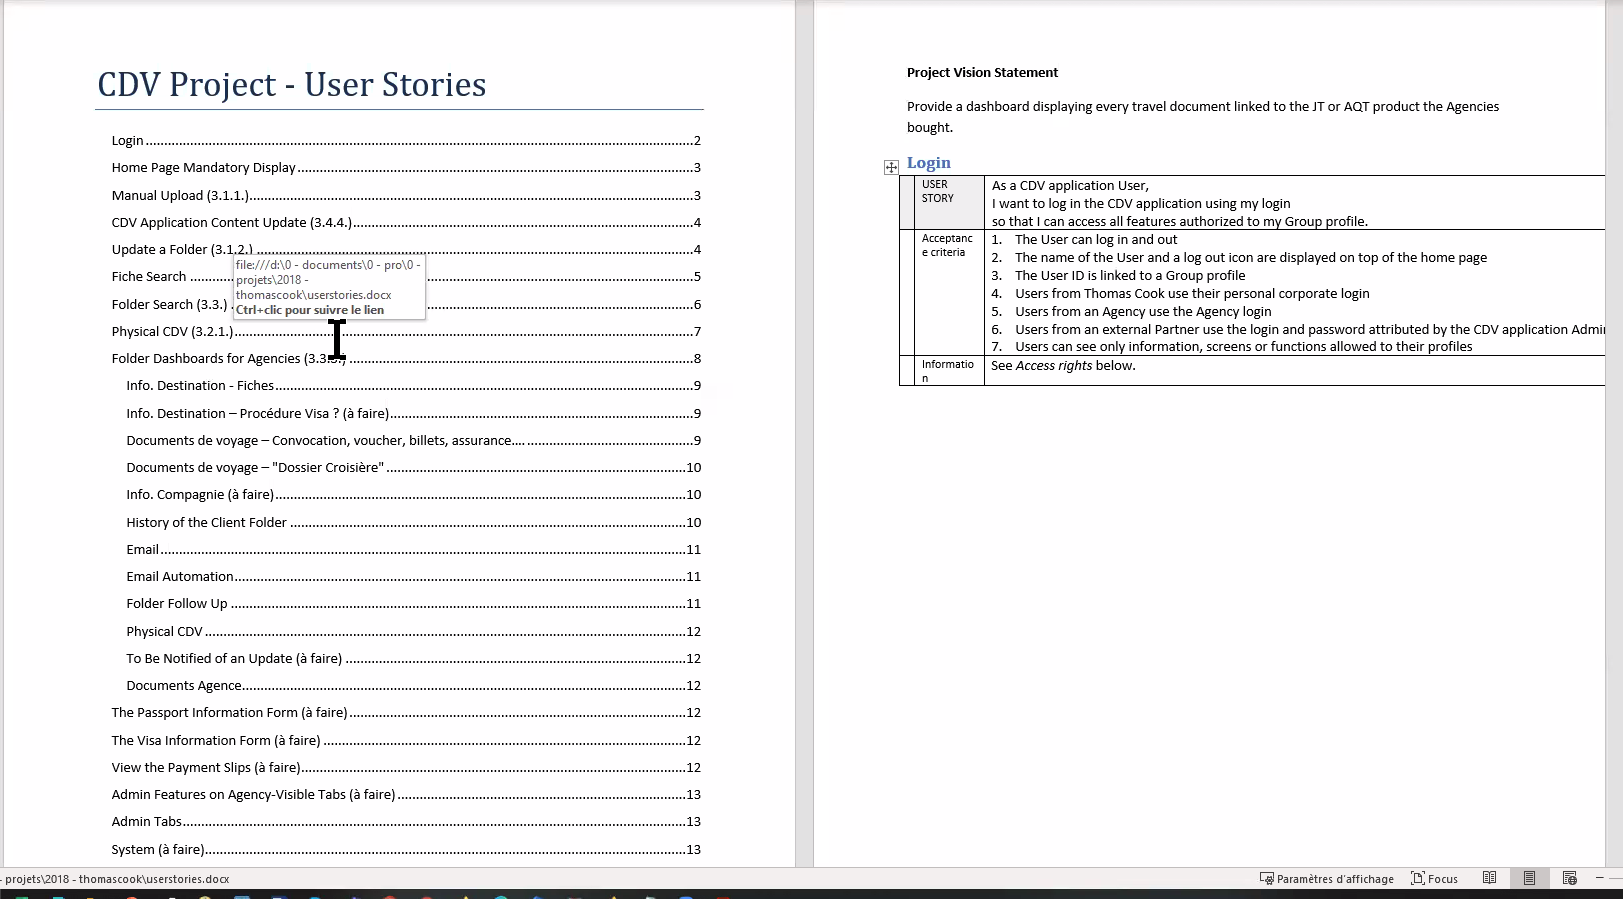 CDV Project - User Stories
Login 2
Home Page Mandatory Display 3
Manual Upload (3.1.1.) 3
CDV Application Content Update (3.4.4.) 4
Update a Folder (3.1.2.) 4
file:///d:\0 - documents\0 - pro\0 -
projets\2018 -
thomascook\userstories.docx
Ctrl+clic pour suivre le lien
Fiche Search 5
Folder Search (3.3.) 6
Physical CDV (3.2.1.) 7
Folder Dashboards for Agencies 8
Info. Destination - Fiches 9
Info. Destination – Procédure Visa ? (à faire) 9
Documents de voyage – Convocation, voucher, billets, assurance.... 9
Documents de voyage – "Dossier Croisière" 10
Info. Compagnie (à faire) 10
History of the Client Folder 10
Email 11
Email Automation 11
Folder Follow Up 11
Physical CDV 12
To Be Notified of an Update (à faire) 12
Documents Agence 12
The Passport Information Form (à faire) 12
The Visa Information Form (à faire) 12
View the Payment Slips (à faire) 12
Admin Features on Agency-Visible Tabs (à faire) 13
Admin Tabs 13
System (à faire) 13
Project Vision Statement
Provide a dashboard displaying every travel document linked to the JT or AQT product the Agencies
bought.
Login
USER
STORY
As a CDV application User,
I want to log in the CDV application using my login
so that I can access all features authorized to my Group profile.
Acceptanc
e criteria
1. The User can log in and out
2. The name of the User and a log out icon are displayed on top of the home page
3. The User ID is linked to a Group profile
4. Users from Thomas Cook use their personal corporate login
5. Users from an Agency use the Agency login
6. Users from an external Partner use the login and password attributed by the CDV application Admi
7. Users can see only information, screens or functions allowed to their profiles
Informatio
n
See Access rights below.
- projets\2018 - thomascook\userstories.docx
Paramètres d'affichage
Focus